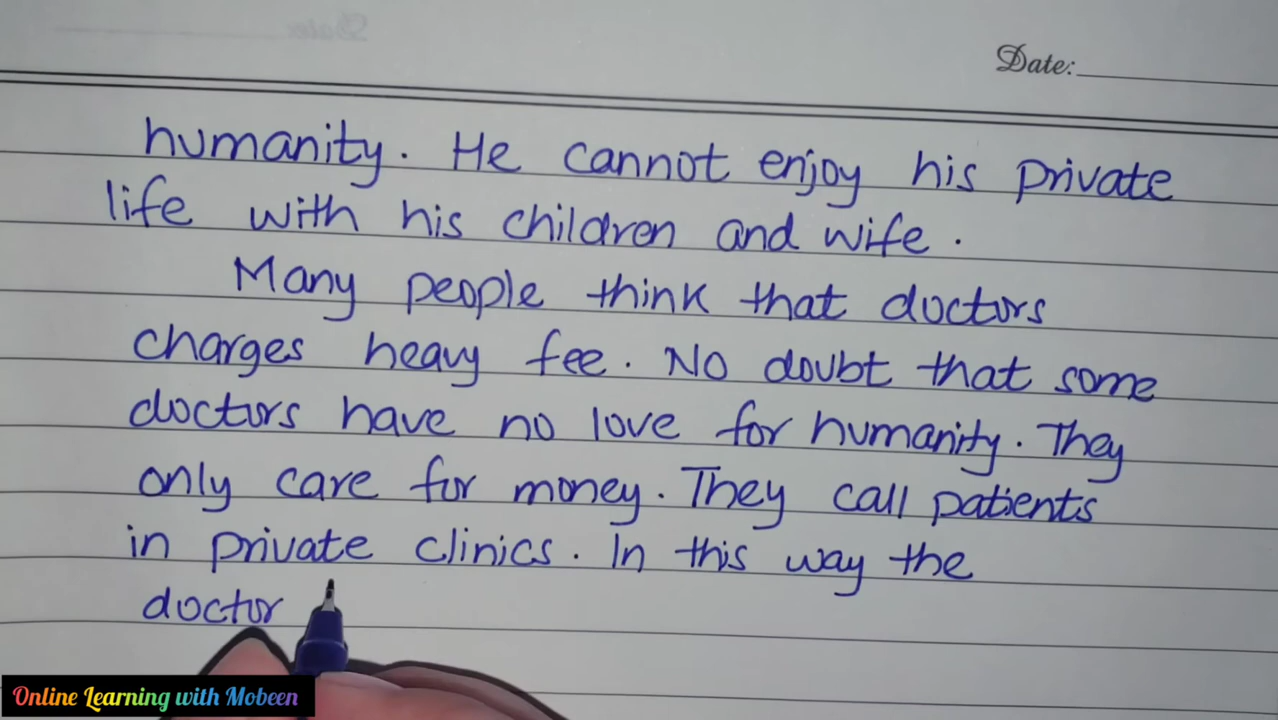 Date:
humanity. He cannot enjoy his private
life with his children and wife.
Many people think that doctors
charges heavy fee. No doubt that some
doctors have no love for humanity. They
only care for money. They call patients
in private clinics. In this way the
doctor
Online Learning with Mobeen